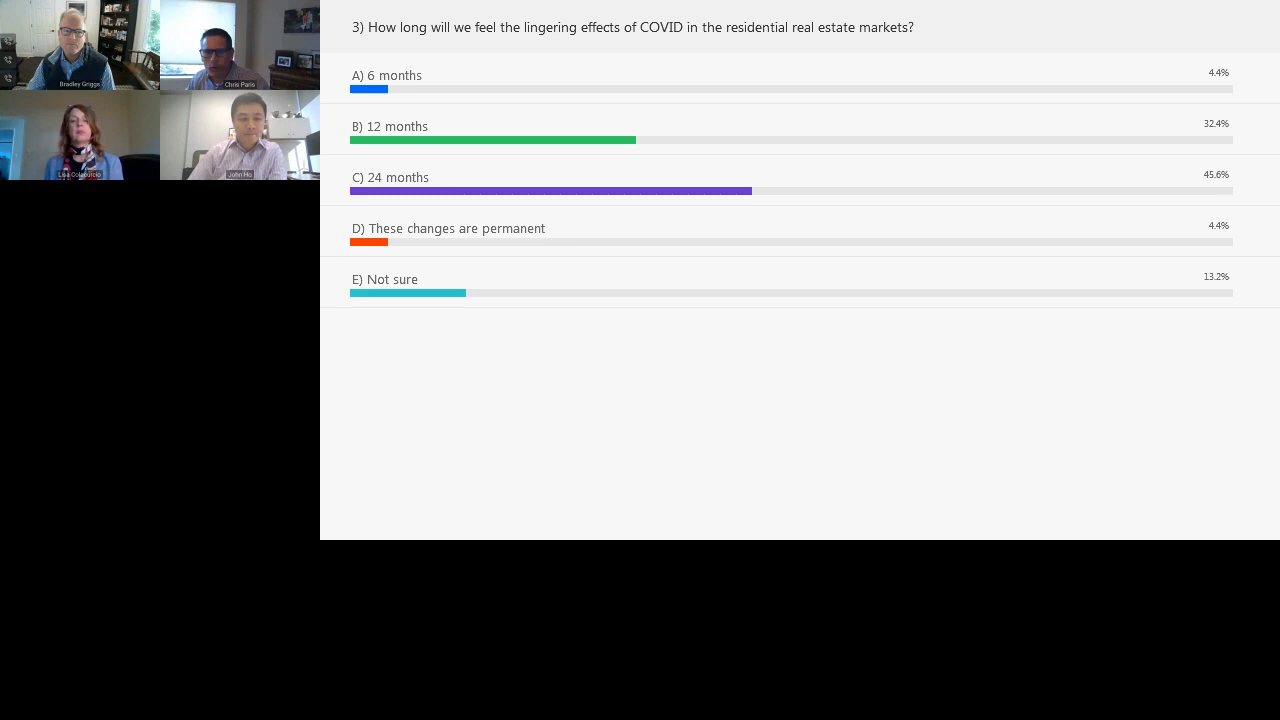 Bradley Griggs
Chris Paris
Lisa Colapurcio
John Ho
3) How long will we feel the lingering effects of COVID in the residential real estate markets?
A) 6 months
4.4%
B) 12 months
32.4%
C) 24 months
45.6%
D) These changes are permanent
4.4%
E) Not sure
13.2%